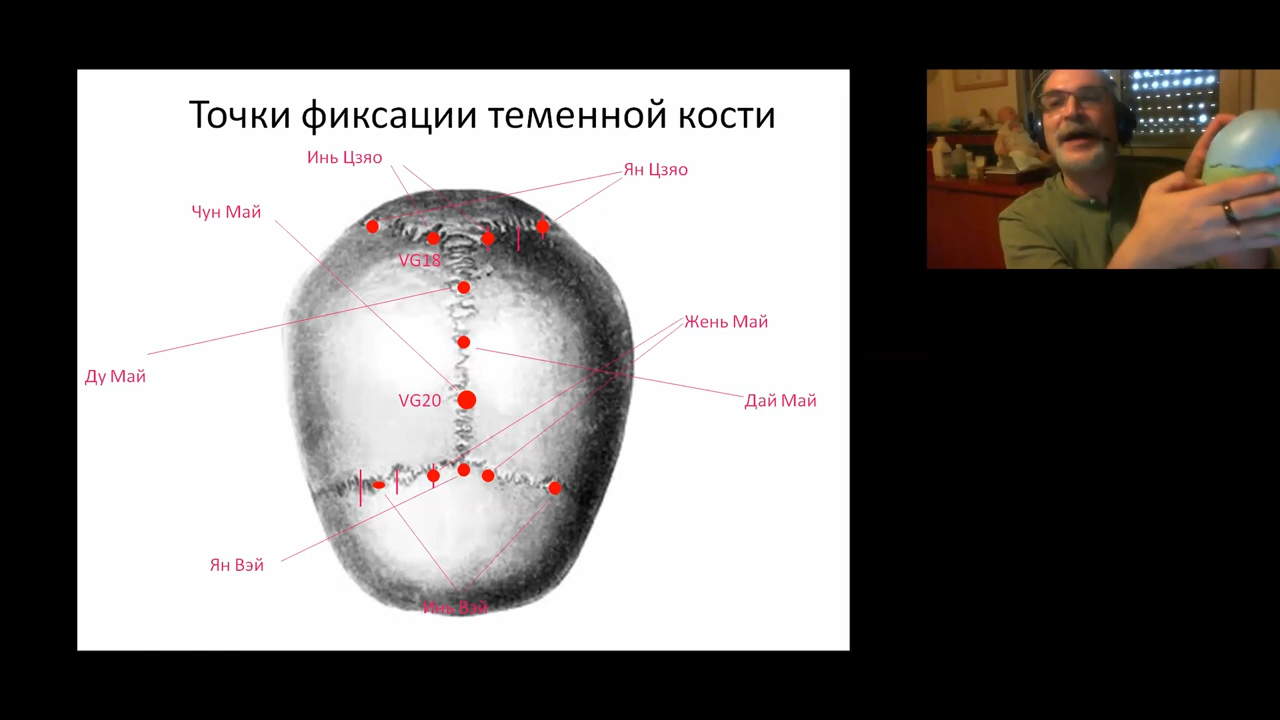 Точки фиксации теменной кости
Инь Цзяо
Ян Цзяо
Чун Май
VG18
Жень Май
Ду Май
VG20
Дай Май
Ян Вэй
Инь Вэй